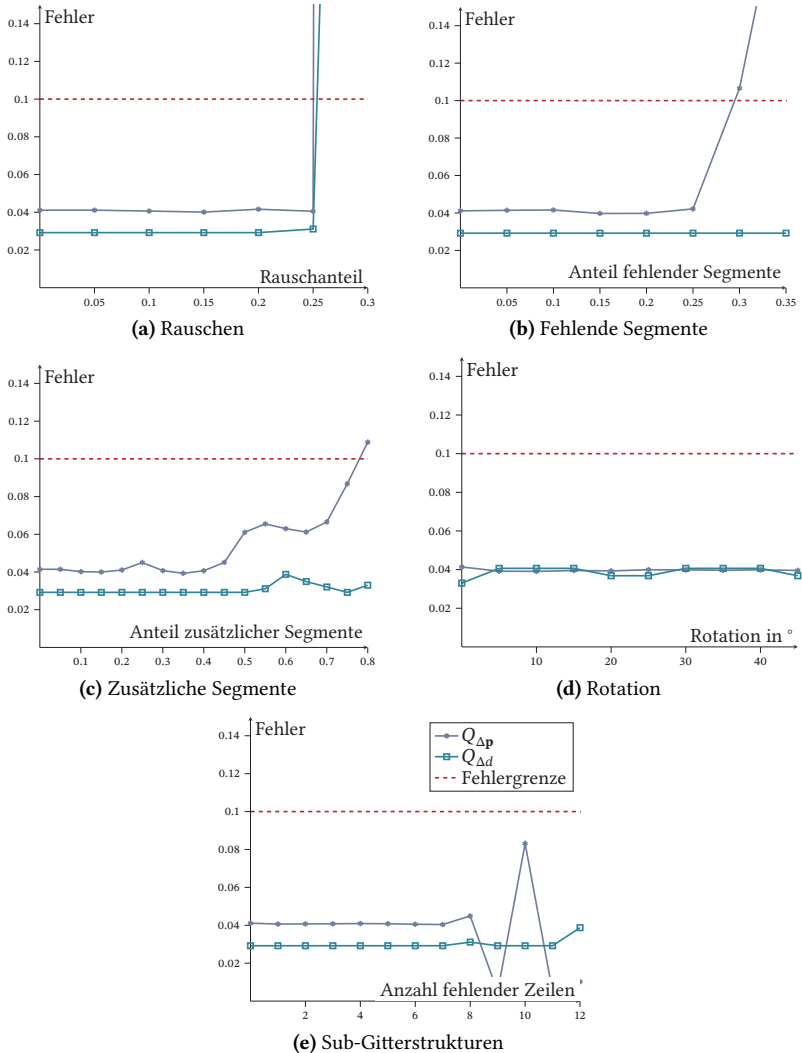 Fehler
0.14
0.12
0.1
0.08
0.06
0.04
0.02
Rauschanteil
0.05 0.1 0.15 0.2 0.25 0.3
(a) Rauschen
Fehler
0.14
0.12
0.1
0.08
0.06
0.04
0.02
Anteil fehlender Segmente
0.05 0.1 0.15 0.2 0.25 0.3 0.35
(b) Fehlende Segmente
Fehler
0.14
0.12
0.1
0.08
0.06
0.04
0.02
Anteil zusätzlicher Segmente
0.1 0.2 0.3 0.4 0.5 0.6 0.7 0.8
(c) Zusätzliche Segmente
Fehler
0.14
0.12
0.1
0.08
0.06
0.04
0.02
Rotation in °
10 20 30 40
(d) Rotation
Fehler
0.14
0.12
0.1
0.08
0.06
0.04
0.02
Q_Δp
Q_Δd
Fehlergrenze
Anzahl fehlender Zeilen
2 4 6 8 10 12
(e) Sub-Gitterstrukturen